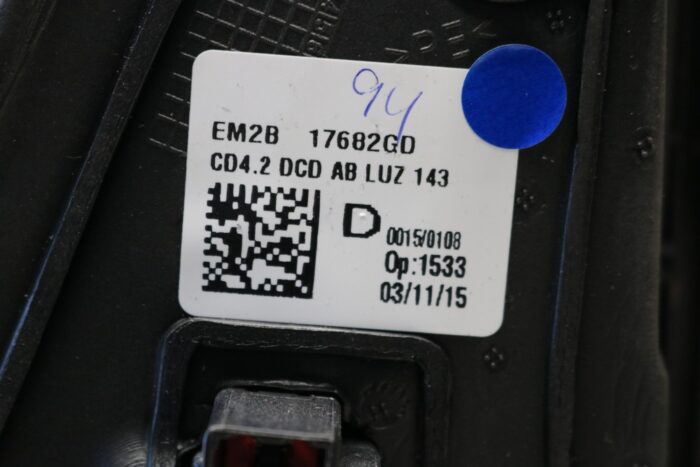 94
EM2B 17682GD
CD4.2 DCD AB LUZ 143
D 0015/0108
Op:1533
03/11/15